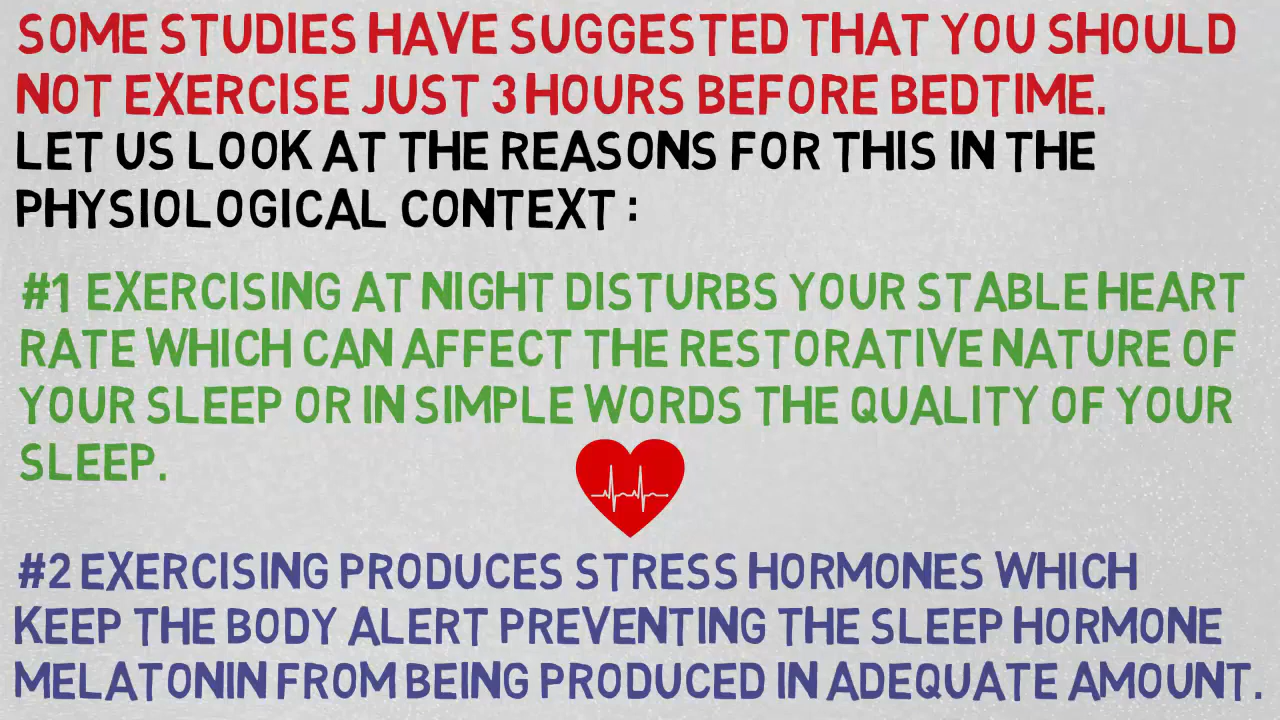 SOME STUDIES HAVE SUGGESTED THAT YOU SHOULD
NOT EXERCISE JUST 3 HOURS BEFORE BEDTIME.
LET US LOOK AT THE REASONS FOR THIS IN THE
PHYSIOLOGICAL CONTEXT :
#1 EXERCISING AT NIGHT DISTURBS YOUR STABLE HEART
RATE WHICH CAN AFFECT THE RESTORATIVE NATURE OF
YOUR SLEEP OR IN SIMPLE WORDS THE QUALITY OF YOUR
SLEEP.
#2 EXERCISING PRODUCES STRESS HORMONES WHICH
KEEP THE BODY ALERT PREVENTING THE SLEEP HORMONE
MELATONIN FROM BEING PRODUCED IN ADEQUATE AMOUNT.